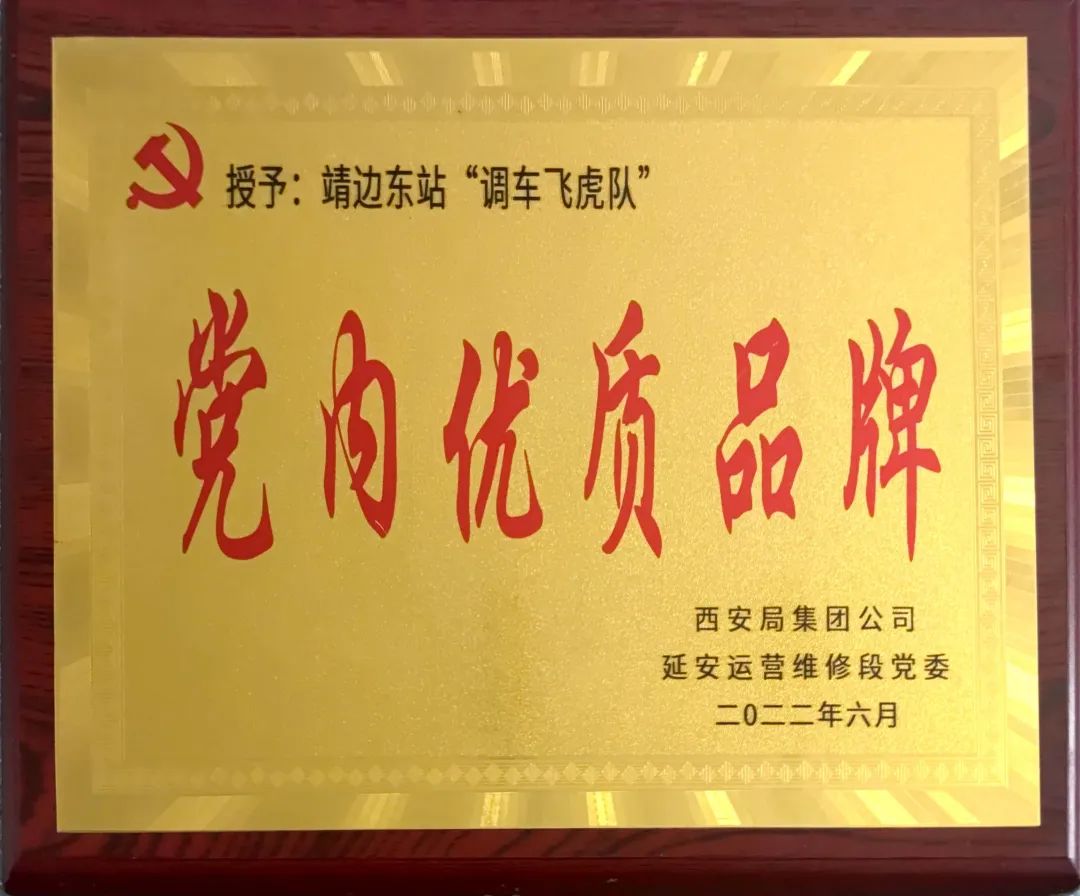 授予：靖边东站“调车飞虎队”
党内优质品牌
西安局集团公司
延安运营维修段党委
二〇二二年六月